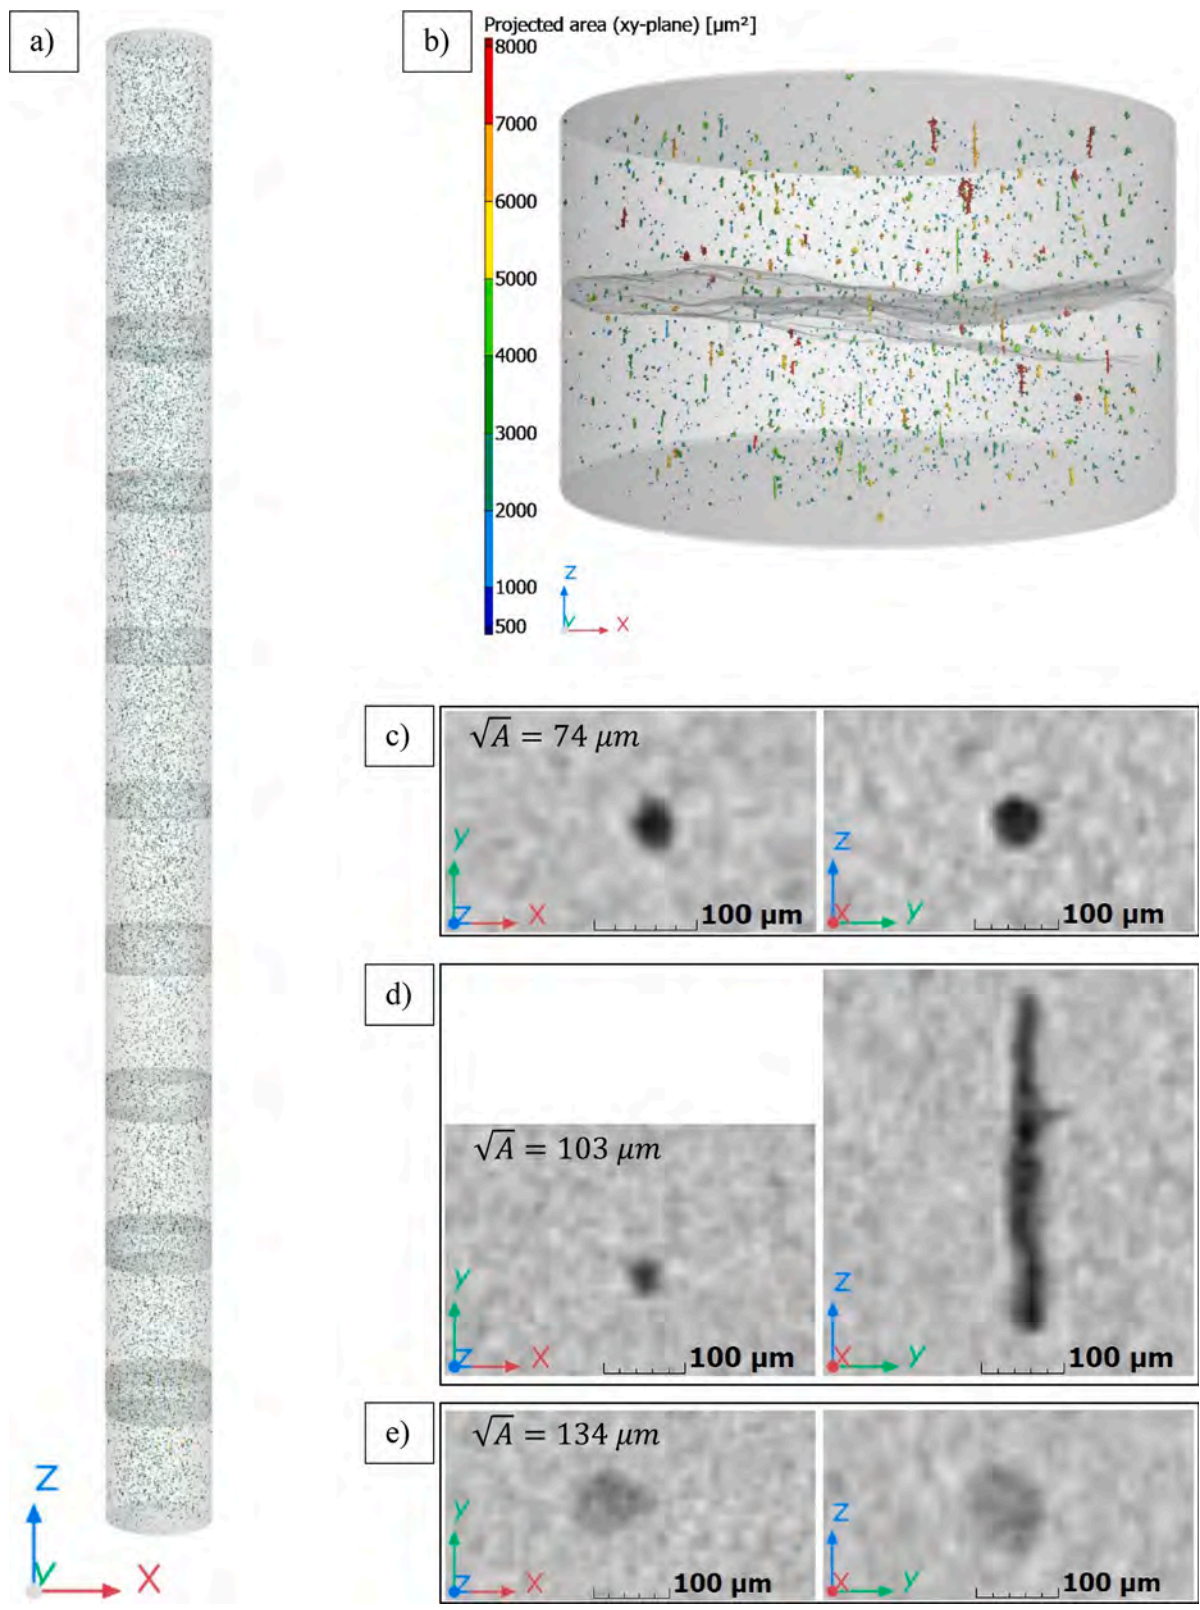 a)
b)
Projected area (xy-plane) [µm²]
8000
7000
6000
5000
4000
3000
2000
1000
500
Z
Y
X
c)
√A = 74 µm
Y
Z
X
100 µm
Z
X
Y
100 µm
d)
√A = 103 µm
Y
Z
X
100 µm
Z
X
Y
100 µm
e)
√A = 134 µm
Y
Z
X
100 µm
Z
X
Y
100 µm
Z
Y
X